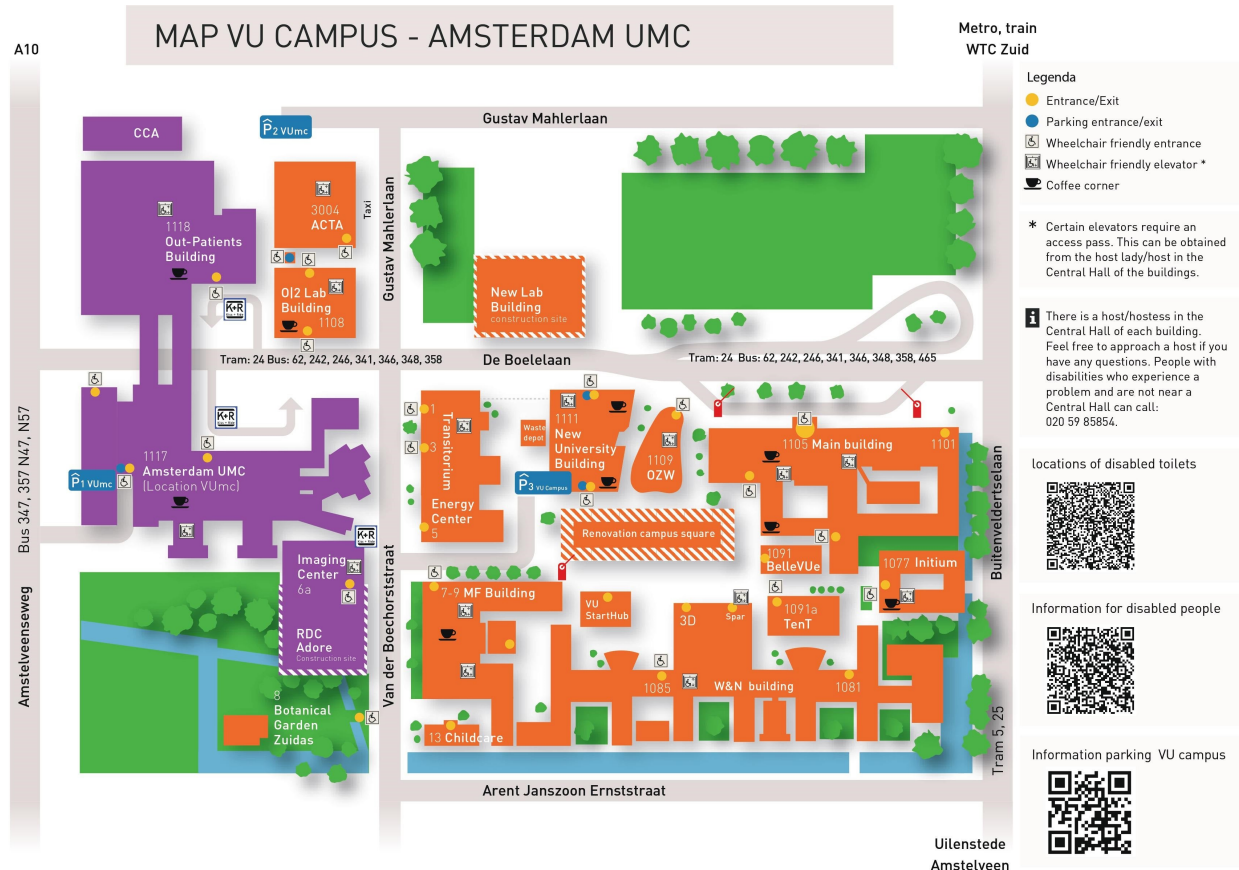 MAP VU CAMPUS - AMSTERDAM UMC
A10
Metro, train
WTC Zuid
Legenda
Entrance/Exit
Parking entrance/exit
Wheelchair friendly entrance
Wheelchair friendly elevator *
Coffee corner
* Certain elevators require an
access pass. This can be obtained
from the host lady/host in the
Central Hall of the buildings.
i There is a host/hostess in the
Central Hall of each building.
Feel free to approach a host if you
have any questions. People with
disabilities who experience a
problem and are not near a
Central Hall can call:
020 59 85854.
locations of disabled toilets
Information for disabled people
Information parking VU campus
Gustav Mahlerlaan
CCA
P2 VUmc
3004
ACTA
Taxi
Gustav Mahlerlaan
1118
Out-Patients
Building
O|2 Lab
Building
1108
K+R
New Lab
Building
construction site
Tram: 24 Bus: 62, 242, 246, 341, 346, 348, 358
De Boelelaan
Tram: 24 Bus: 62, 242, 246, 341, 346, 348, 358, 465
Bus 347, 357 N47, N57
Amstelveenseweg
K+R
1117
Amsterdam UMC
(Location VUmc)
P1 VUmc
K+R
Imaging
Center
6a
RDC
Adore
Construction site
8
Botanical
Garden
Zuidas
Van der Boechorststraat
1
Transitorium
3
Energy
Center
5
Waste
depot
1111
New
University
Building
P3 VU Campus
1109
OZW
1105 Main building
1101
Renovation campus square
1091
BelleVUe
1077 Initium
Buitenveldertselaan
7-9 MF Building
VU
StartHub
3D
Spar
1091a
TenT
1085
W&N building
1081
13 Childcare
Tram 5, 25
Arent Janszoon Ernststraat
Uilenstede
Amstelveen